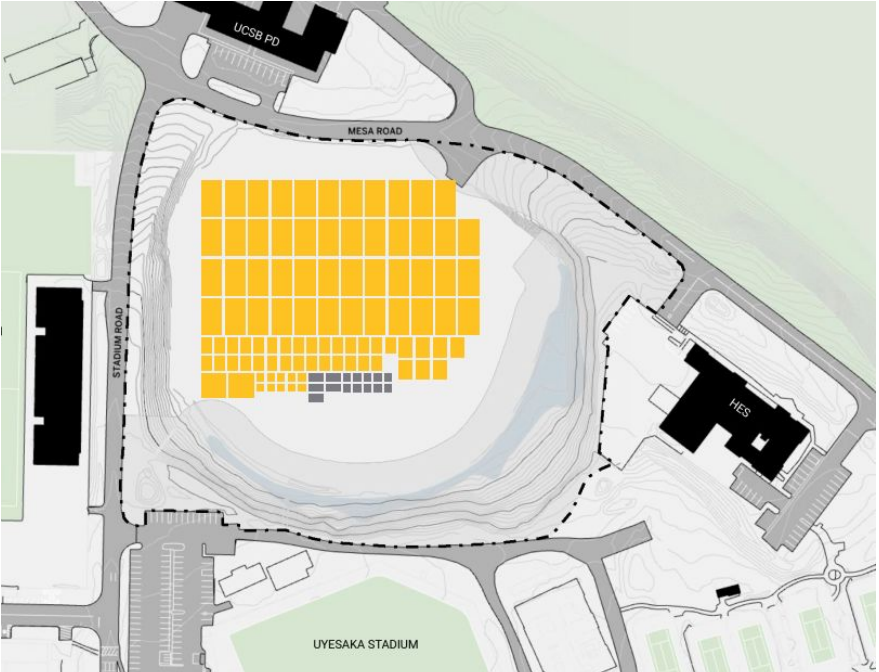 UCSB PD
MESA ROAD
STADIUM ROAD
HES
UYESAKA STADIUM